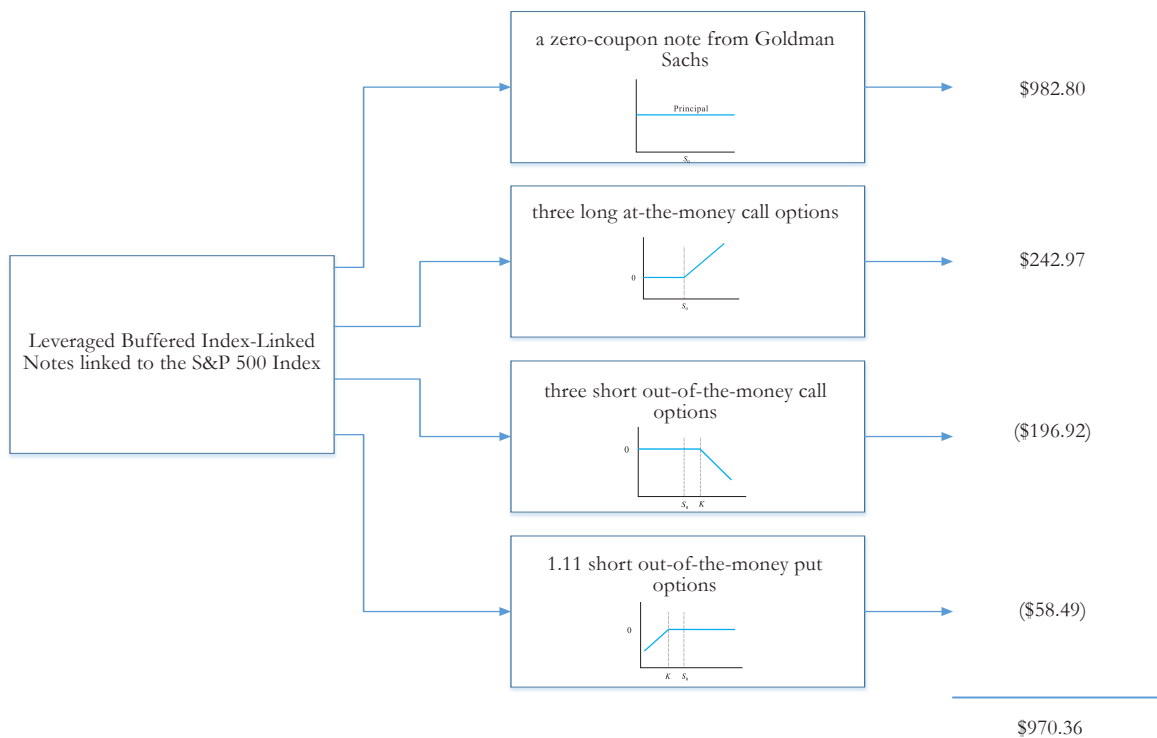 Leveraged Buffered Index-Linked
Notes linked to the S&P 500 Index
a zero-coupon note from Goldman
Sachs
Principal
S₀
$982.80
three long at-the-money call options
0
S₀
$242.97
three short out-of-the-money call
options
0
S₀ K
($196.92)
1.11 short out-of-the-money put
options
0
K S₀
($58.49)
$970.36